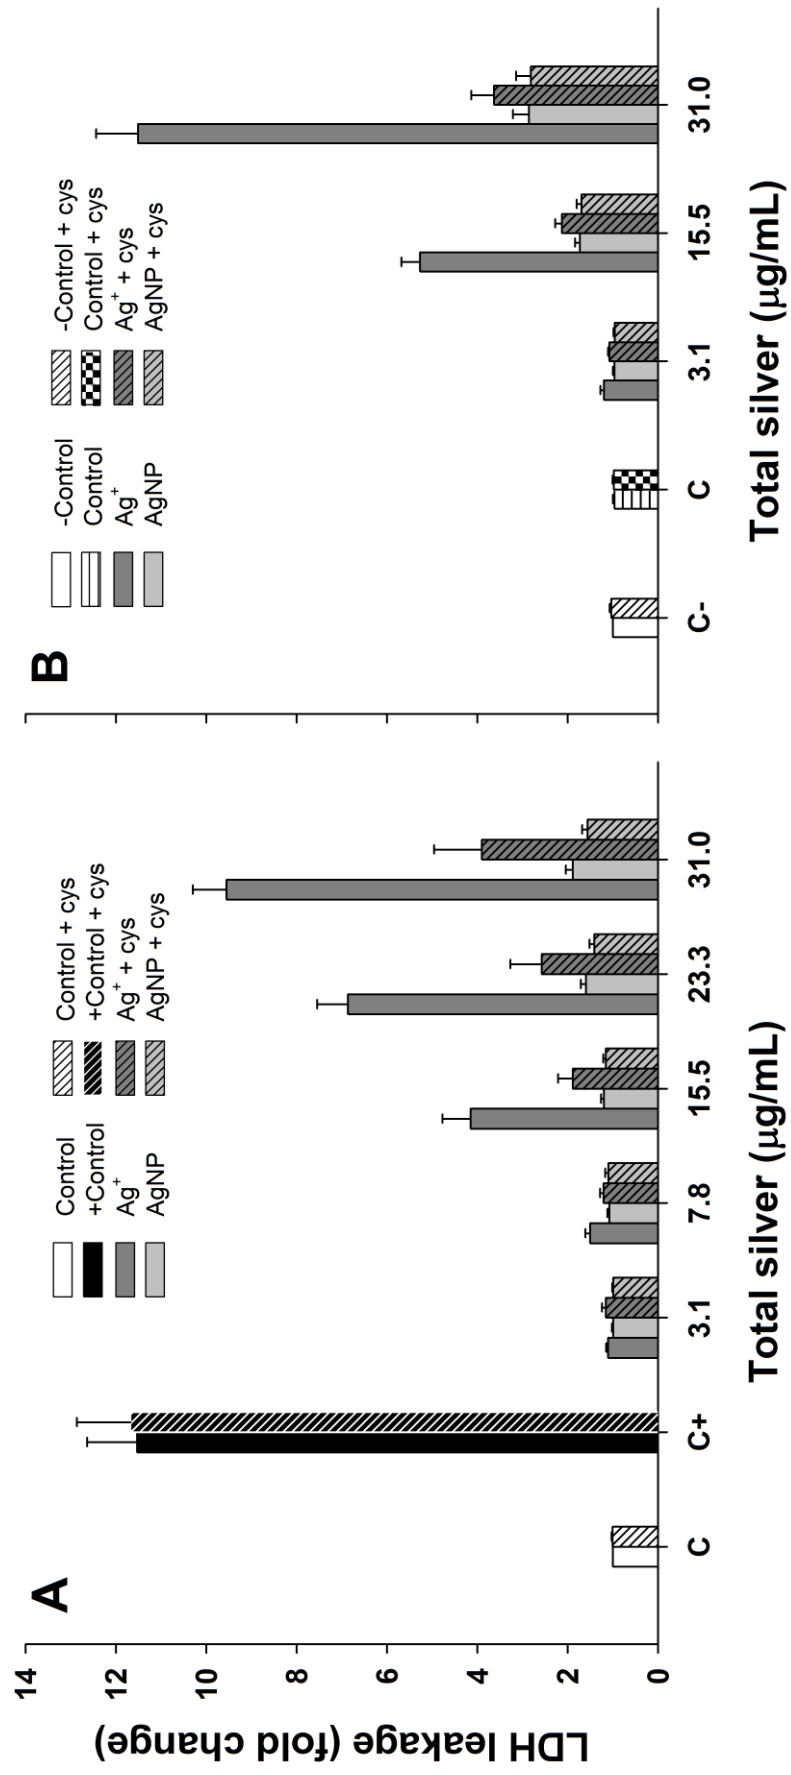 A
Control
+Control
Ag⁺
AgNP
Control + cys
+Control + cys
Ag⁺ + cys
AgNP + cys
LDH leakage (fold change)
14
12
10
8
6
4
2
0
C
C+
3.1
7.8
15.5
23.3
31.0
Total silver (μg/mL)
B
-Control
Control
Ag⁺
AgNP
-Control + cys
Control + cys
Ag⁺ + cys
AgNP + cys
C-
C
3.1
15.5
31.0
Total silver (μg/mL)